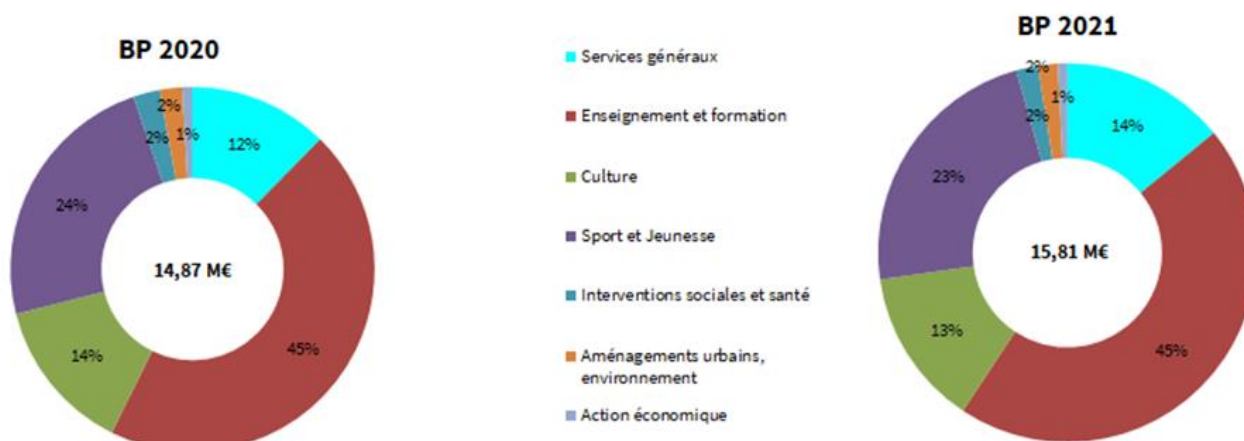 BP 2020
2%
2%
1%
12%
24%
14,87 M€
14%
45%
Services généraux
Enseignement et formation
Culture
Sport et Jeunesse
Interventions sociales et santé
Aménagements urbains,
environnement
Action économique
BP 2021
2%
2%
1%
14%
23%
15,81 M€
13%
45%